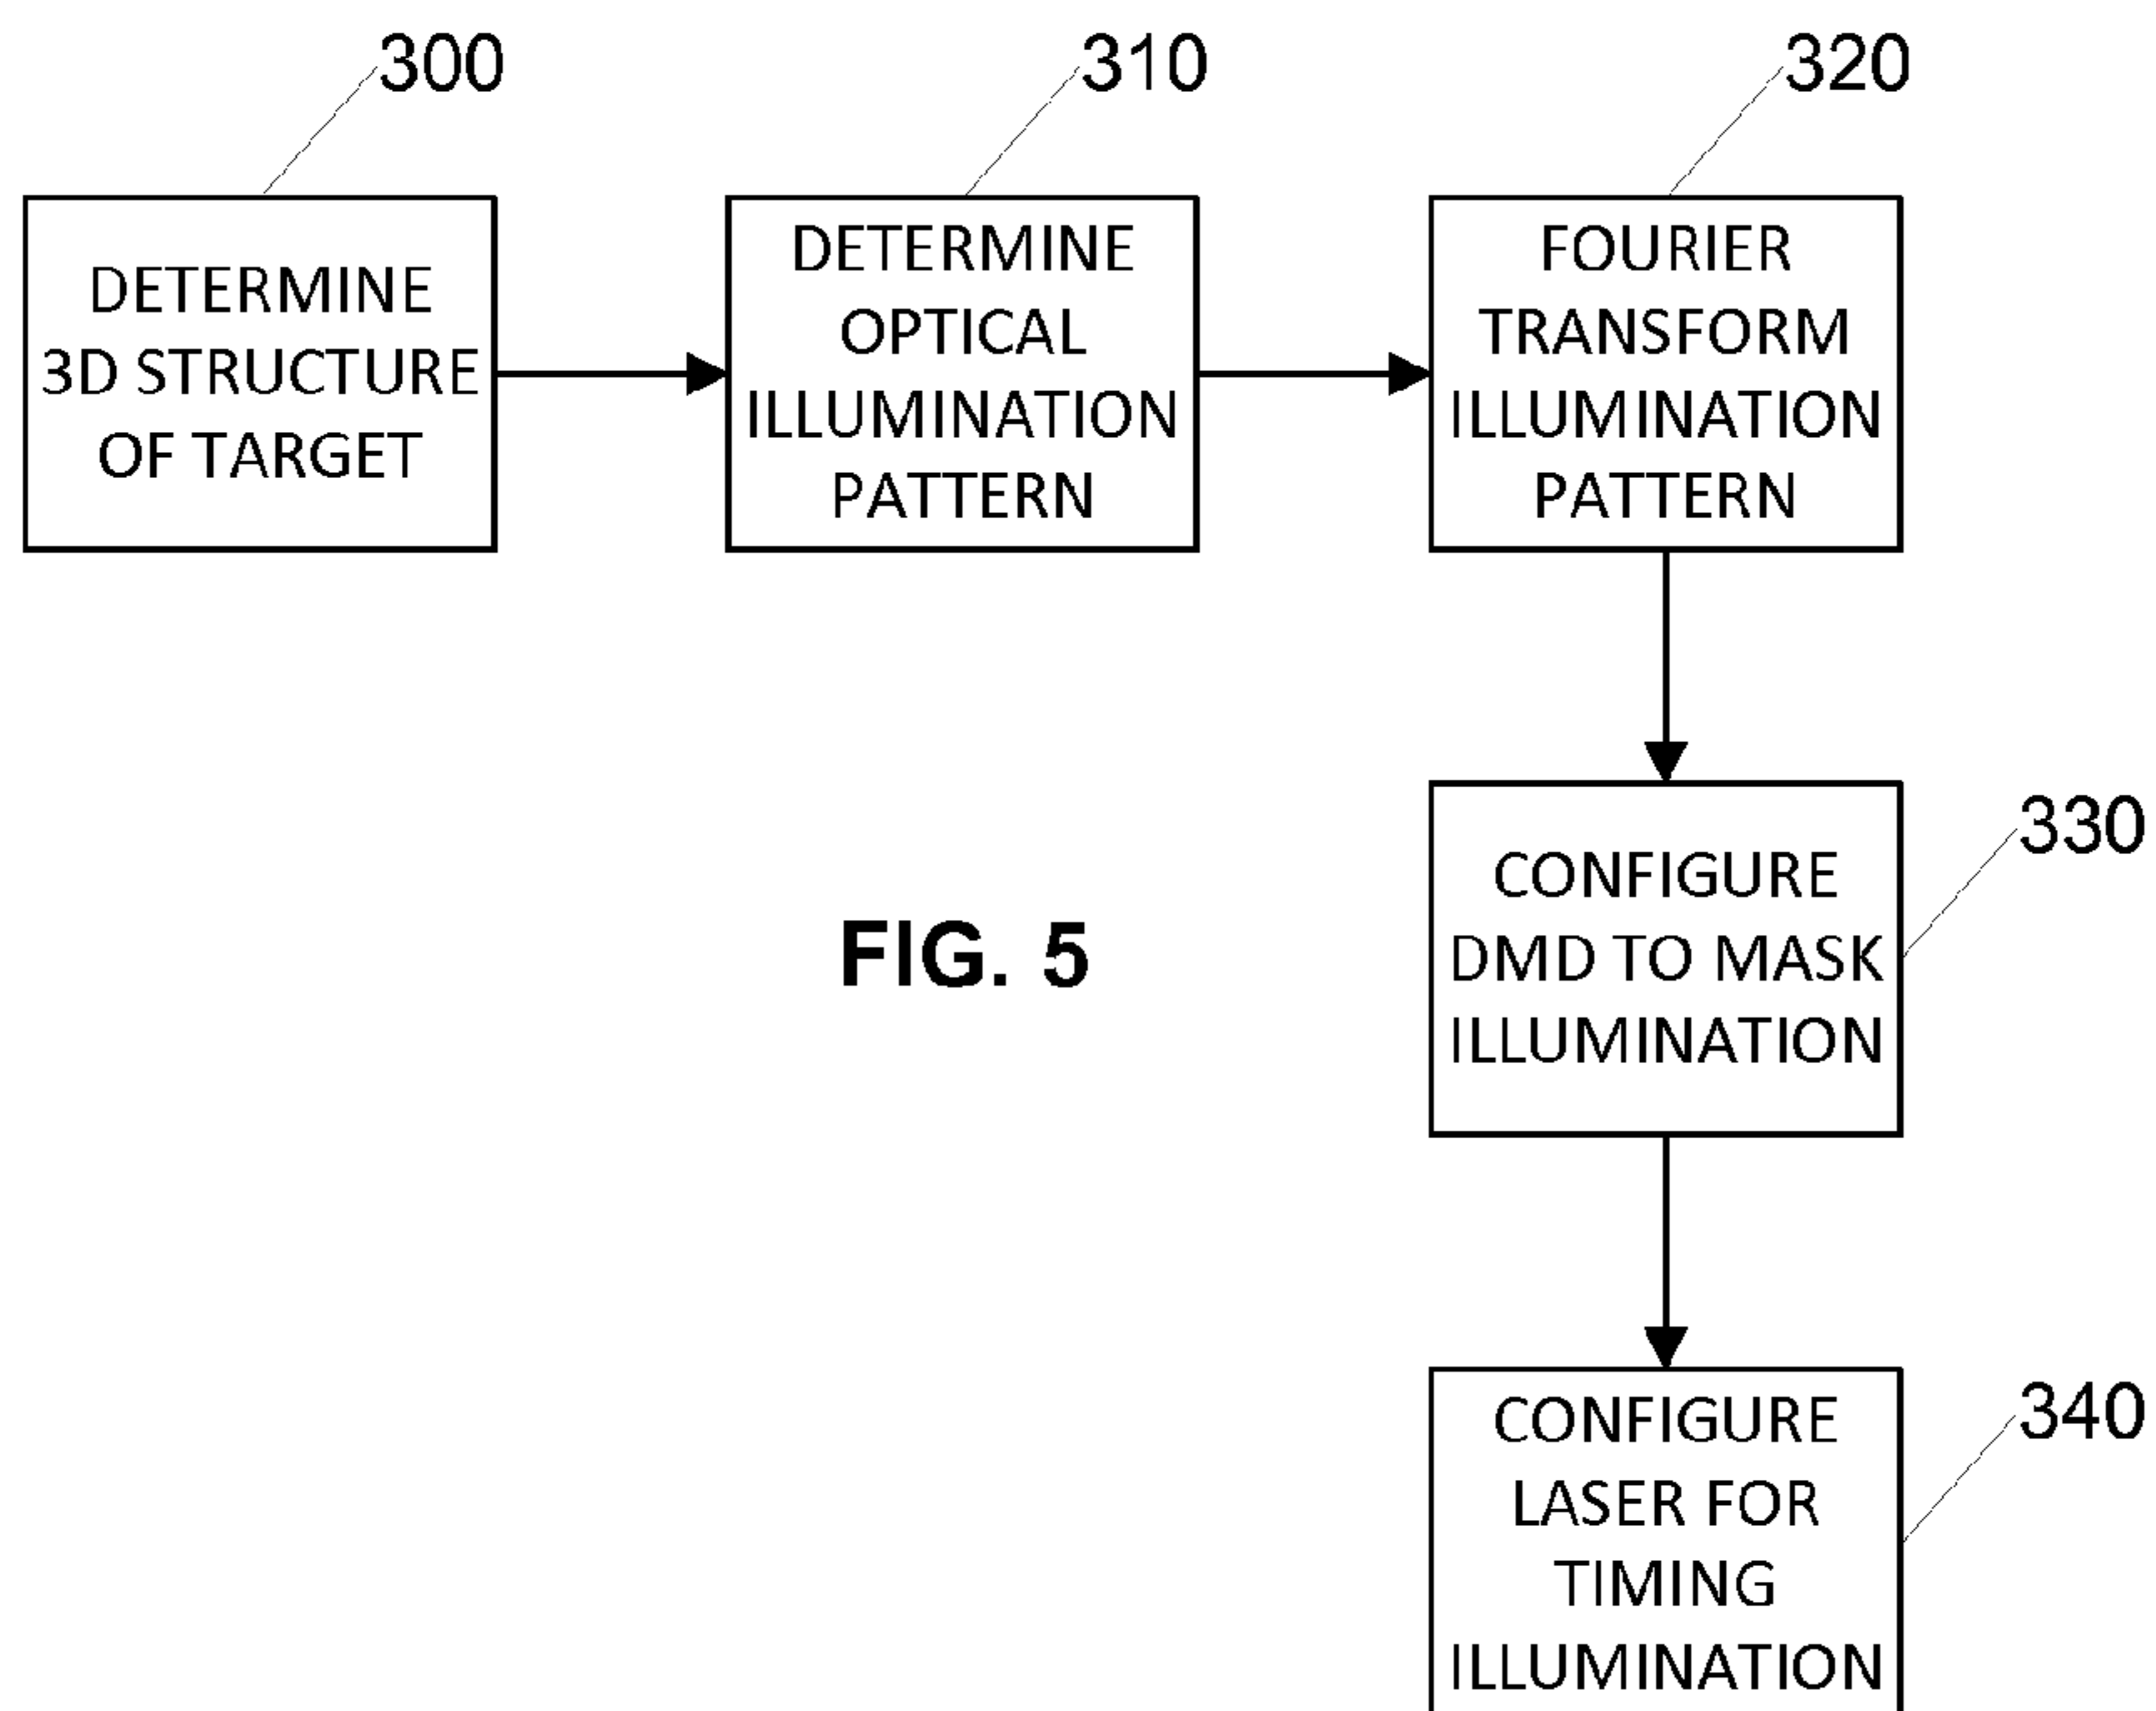 300
DETERMINE
3D STRUCTURE
OF TARGET
310
DETERMINE
OPTICAL
ILLUMINATION
PATTERN
320
FOURIER
TRANSFORM
ILLUMINATION
PATTERN
330
CONFIGURE
DMD TO MASK
ILLUMINATION
FIG. 5
340
CONFIGURE
LASER FOR
TIMING
ILLUMINATION